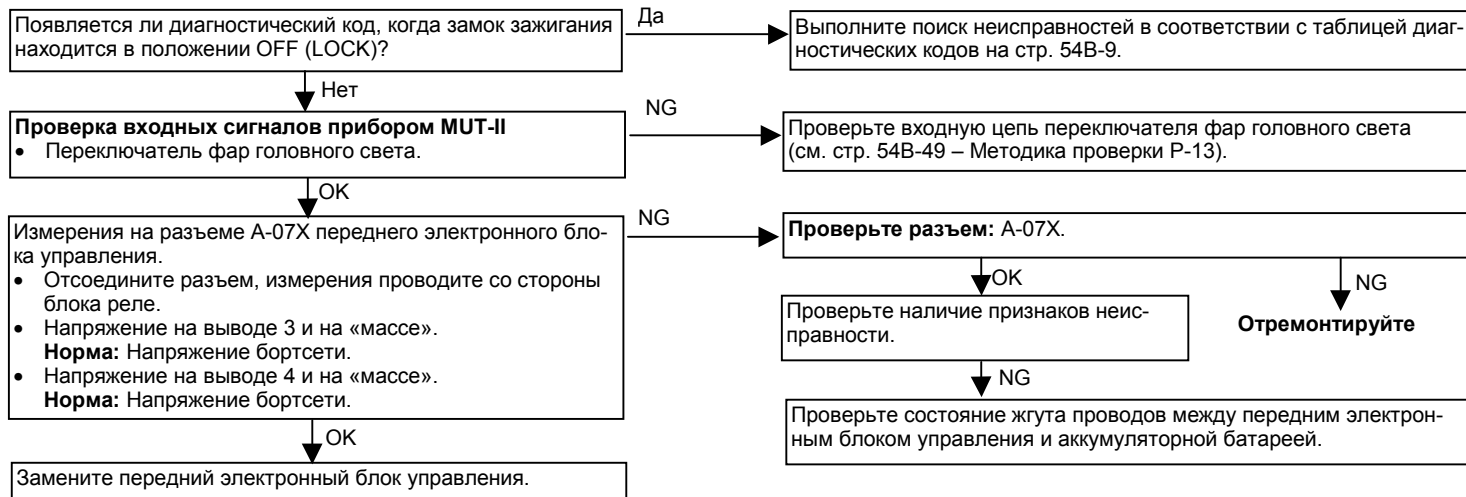 Появляется ли диагностический код, когда замок зажигания
находится в положении OFF (LOCK)?
Да
Выполните поиск неисправностей в соответствии с таблицей диаг-
ностических кодов на стр. 54B-9.
Нет
Проверка входных сигналов прибором MUT-II
• Переключатель фар головного света.
NG
Проверьте входную цепь переключателя фар головного света
(см. стр. 54B-49 – Методика проверки P-13).
OK
Измерения на разъеме A-07X переднего электронного бло-
ка управления.
• Отсоедините разъем, измерения проводите со стороны
блока реле.
• Напряжение на выводе 3 и на «массе».
Норма: Напряжение бортсети.
• Напряжение на выводе 4 и на «массе».
Норма: Напряжение бортсети.
NG
Проверьте разъем: A-07X.
OK
NG
Проверьте наличие признаков неис-
правности.
Отремонтируйте
NG
Проверьте состояние жгута проводов между передним электрон-
ным блоком управления и аккумуляторной батареей.
OK
Замените передний электронный блок управления.